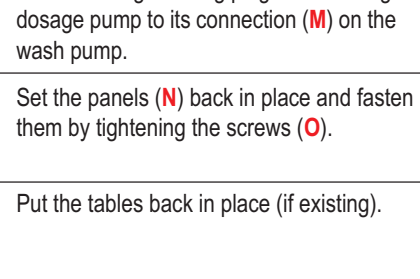 dosage pump to its connection (M) on the
wash pump.
Set the panels (N) back in place and fasten
them by tightening the screws (O).
Put the tables back in place (if existing).